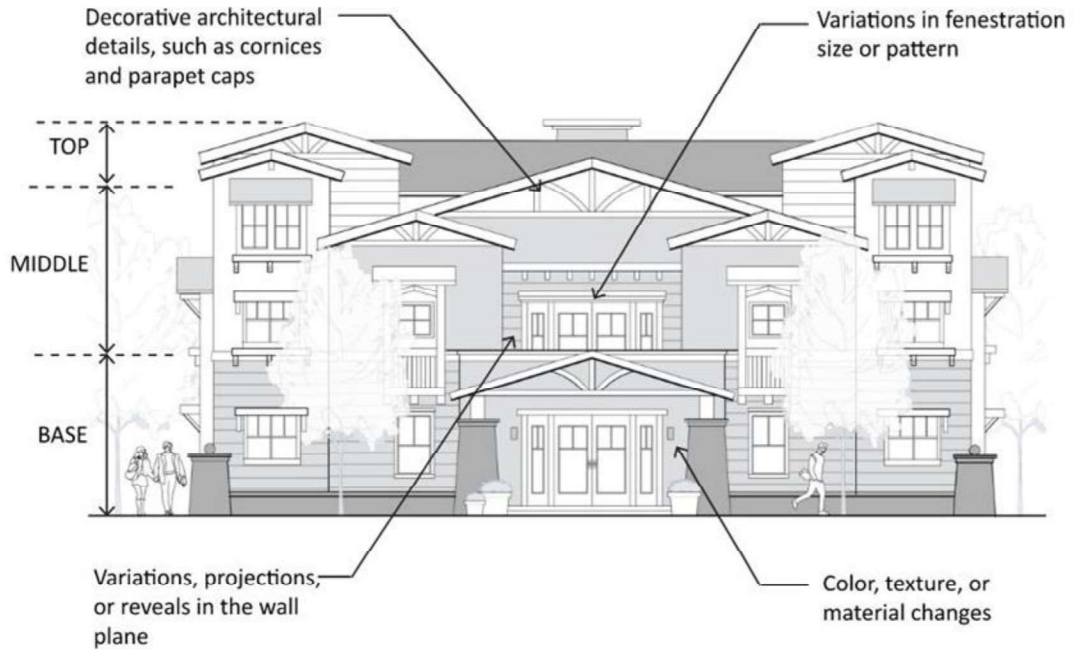 Decorative architectural
details, such as cornices
and parapet caps
Variations in fenestration
size or pattern
TOP
MIDDLE
BASE
Variations, projections,
or reveals in the wall
plane
Color, texture, or
material changes